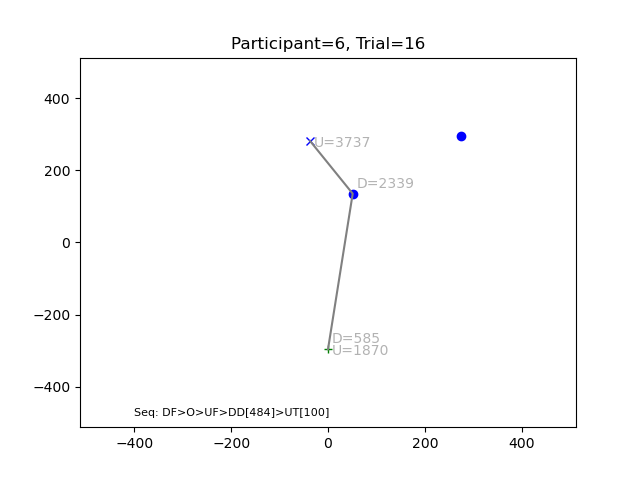 Participant=6, Trial=16
400
200
0
−200
−400
U=3737
D=2339
D=585
U=1870
Seq: DF>O>UF>DD[484]>UT[100]
−400
−200
0
200
400